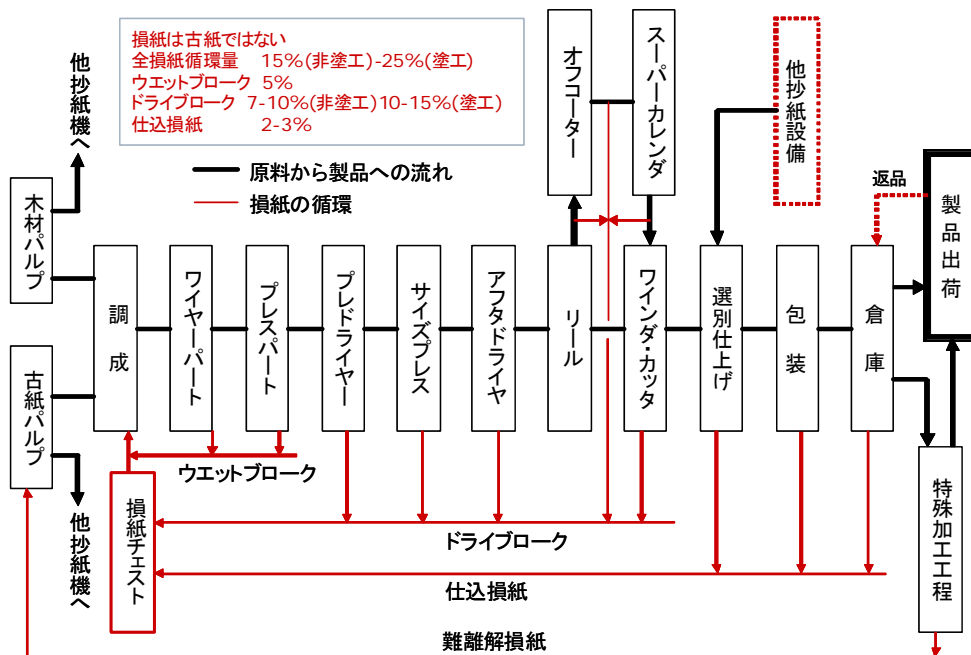 損紙は古紙ではない
全損紙循環量 15%(非塗工)-25%(塗工)
ウエットブローク 5%
ドライブローク 7-10%(非塗工)10-15%(塗工)
仕込損紙 2-3%
原料から製品への流れ
損紙の循環
他抄紙機へ
木材パルプ
古紙パルプ
他抄紙機へ
調成
ワイヤーパート
プレスパート
プレドライヤー
サイズプレス
アフタドライヤ
リール
オフコーター
スーパーカレンダ
ワインダ・カッタ
他抄紙設備
選別仕上げ
包装
倉庫
返品
製品出荷
特殊加工工程
損紙チェスト
ウエットブローク
ドライブローク
仕込損紙
難離解損紙